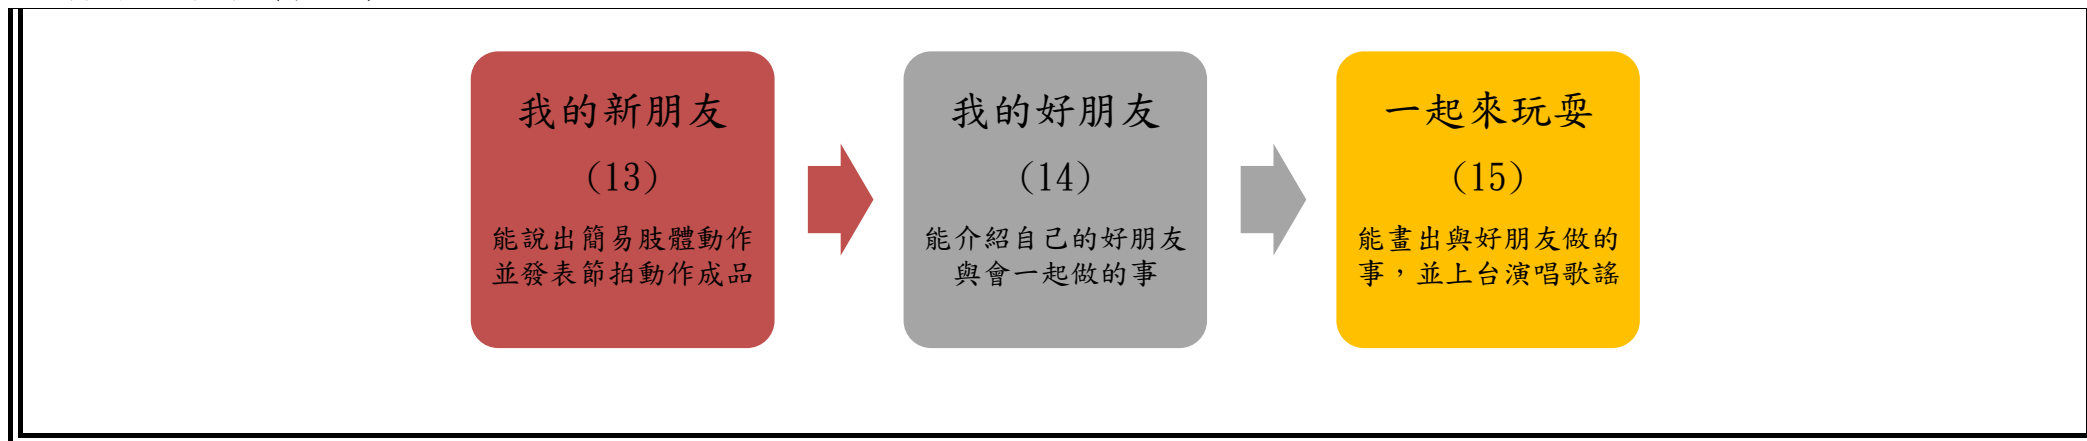 我的新朋友
(13)
能說出簡易肢體動作
並發表節拍動作成品
我的好朋友
(14)
能介紹自己的好朋友
與會一起做的事
一起來玩耍
(15)
能畫出與好朋友做的
事，並上台演唱歌謠